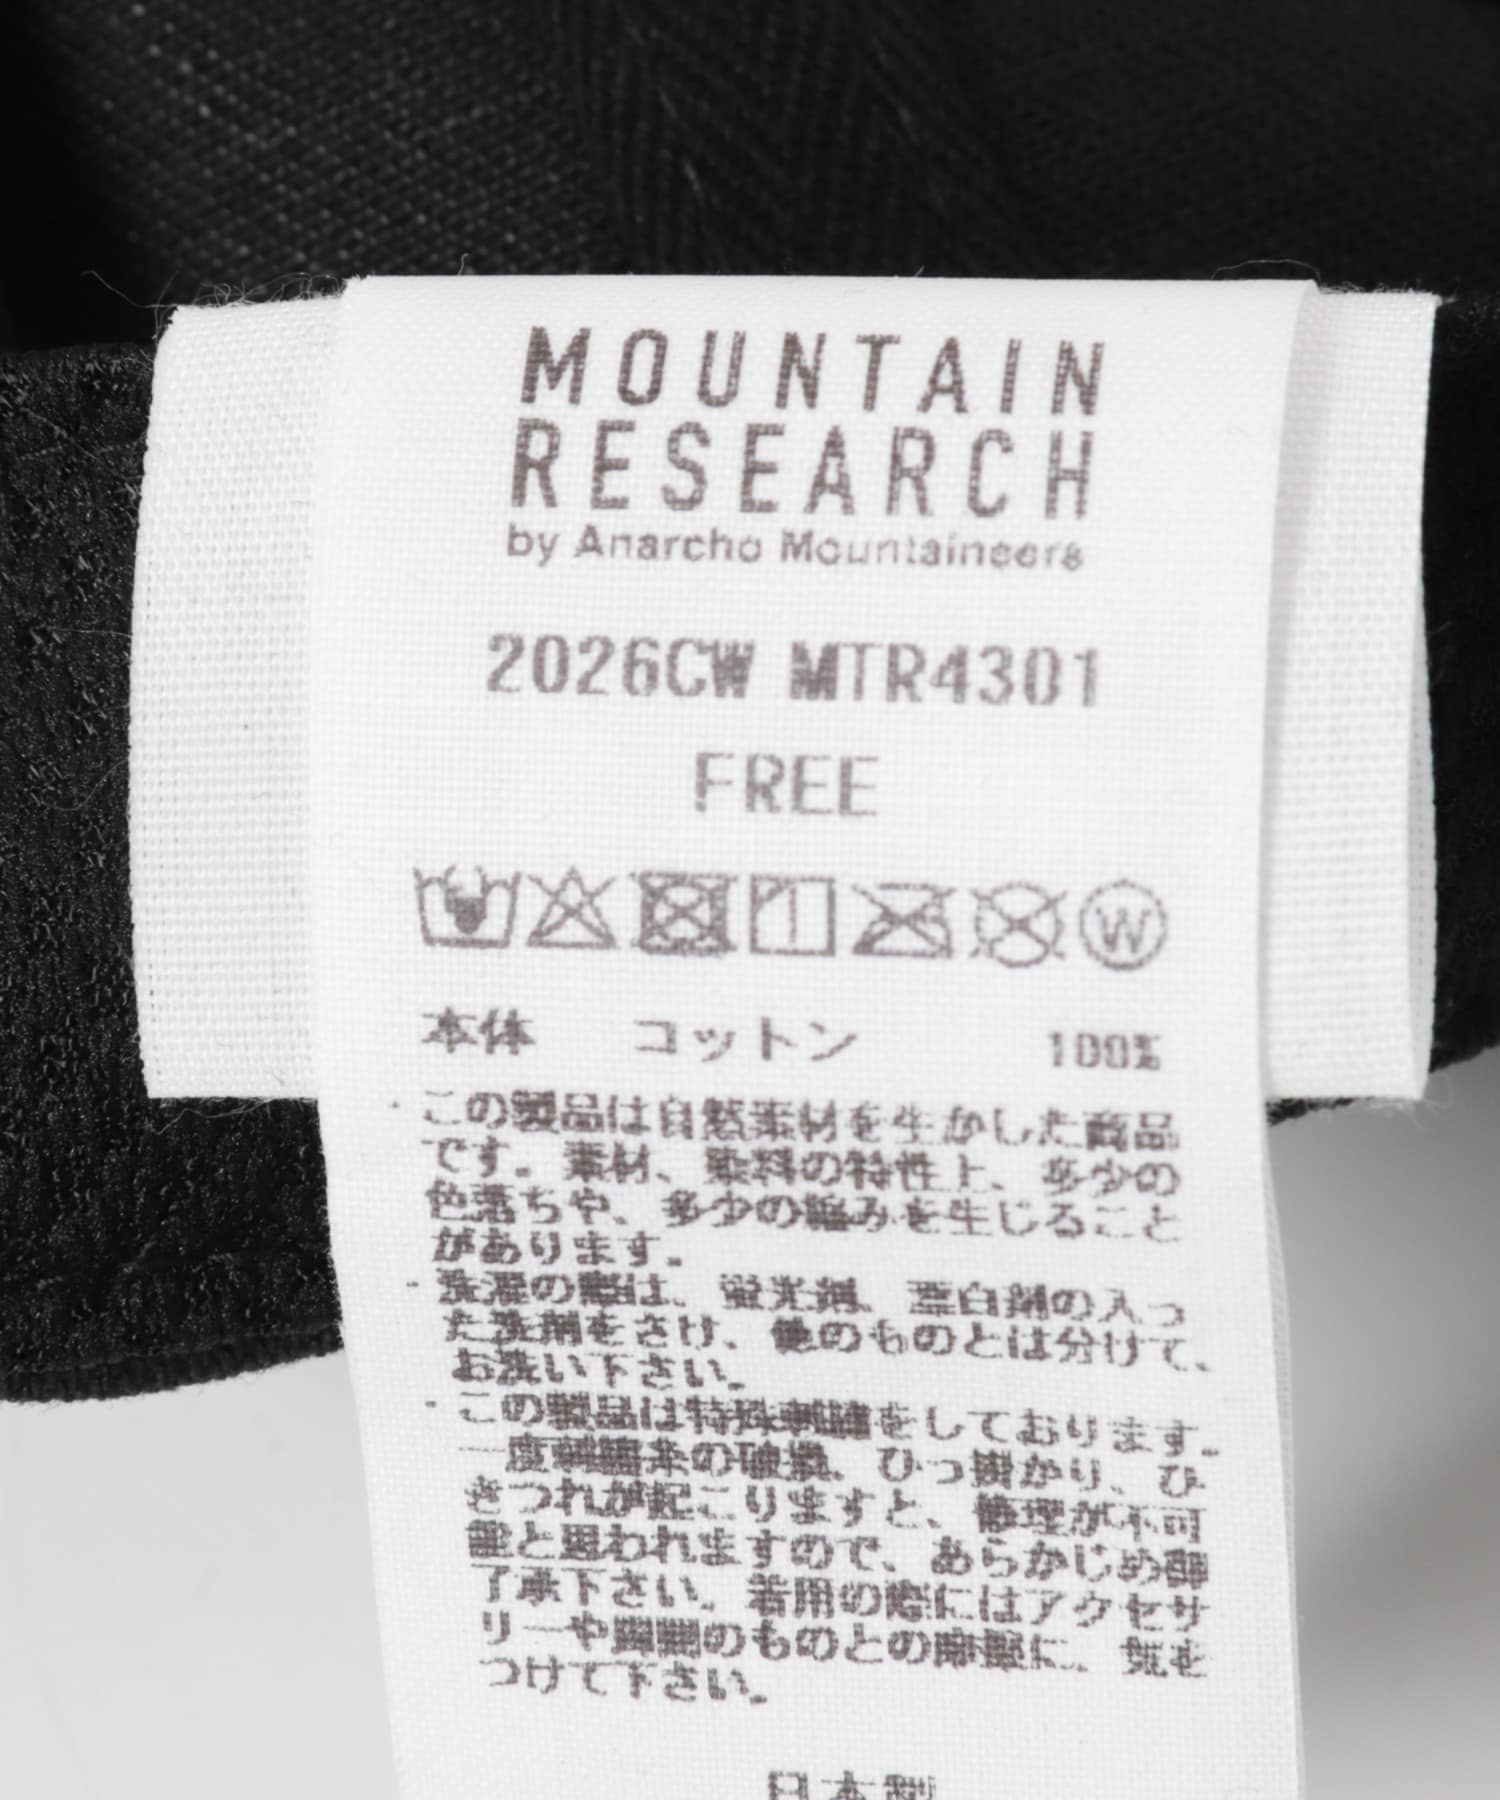 MOUNTAIN
RESEARCH
by Anarcho Mountaineers
2026CW MTR4301
FREE
W
本体 コットン 100%
・この製品は自然素材を生かした商品
です。素材、染料の特性上、多少の
色落ちや、多少の縮みを生じること
があります。
・洗濯の際は、蛍光剤、漂白剤の入っ
た洗剤をさけ、他のものとは分けて、
お洗い下さい。
・この製品は特殊刺繍をしております。
一度刺繍糸の破損、ひっ掛かり、ひ
きつれが起こりますと、修理が不可
能と思われますので、あらかじめ御
了承下さい。着用の際にはアクセサ
リーや周囲のものとの摩擦に、気を
つけて下さい。
日本製